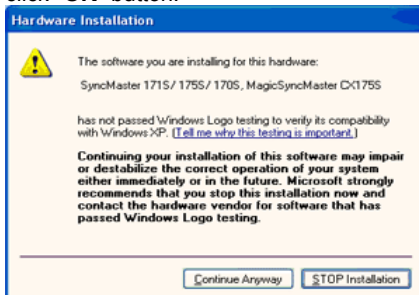 Hardware Installation
The software you are installing for this hardware:
SyncMaster 171S/ 175S/ 170S, MagicSyncMaster CX175S
has not passed Windows Logo testing to verify its compatibility
with Windows XP. (Tell me why this testing is important.)
Continuing your installation of this software may impair
or destabilize the correct operation of your system
either immediately or in the future. Microsoft strongly
recommends that you stop this installation now and
contact the hardware vendor for software that has
passed Windows Logo testing.
Continue Anyway STOP Installation